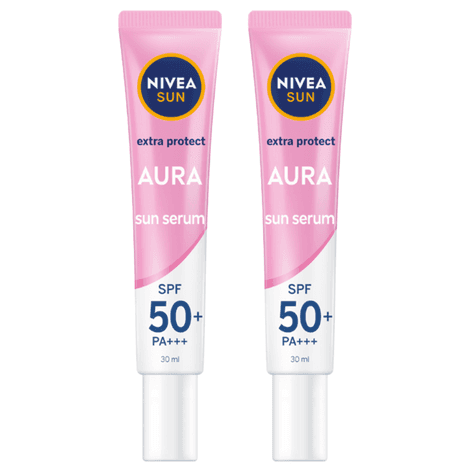 NIVEA
SUN
extra protect
AURA
sun serum
SPF
50+
PA+++
30 ml
NIVEA
SUN
extra protect
AURA
sun serum
SPF
50+
PA+++
30 ml